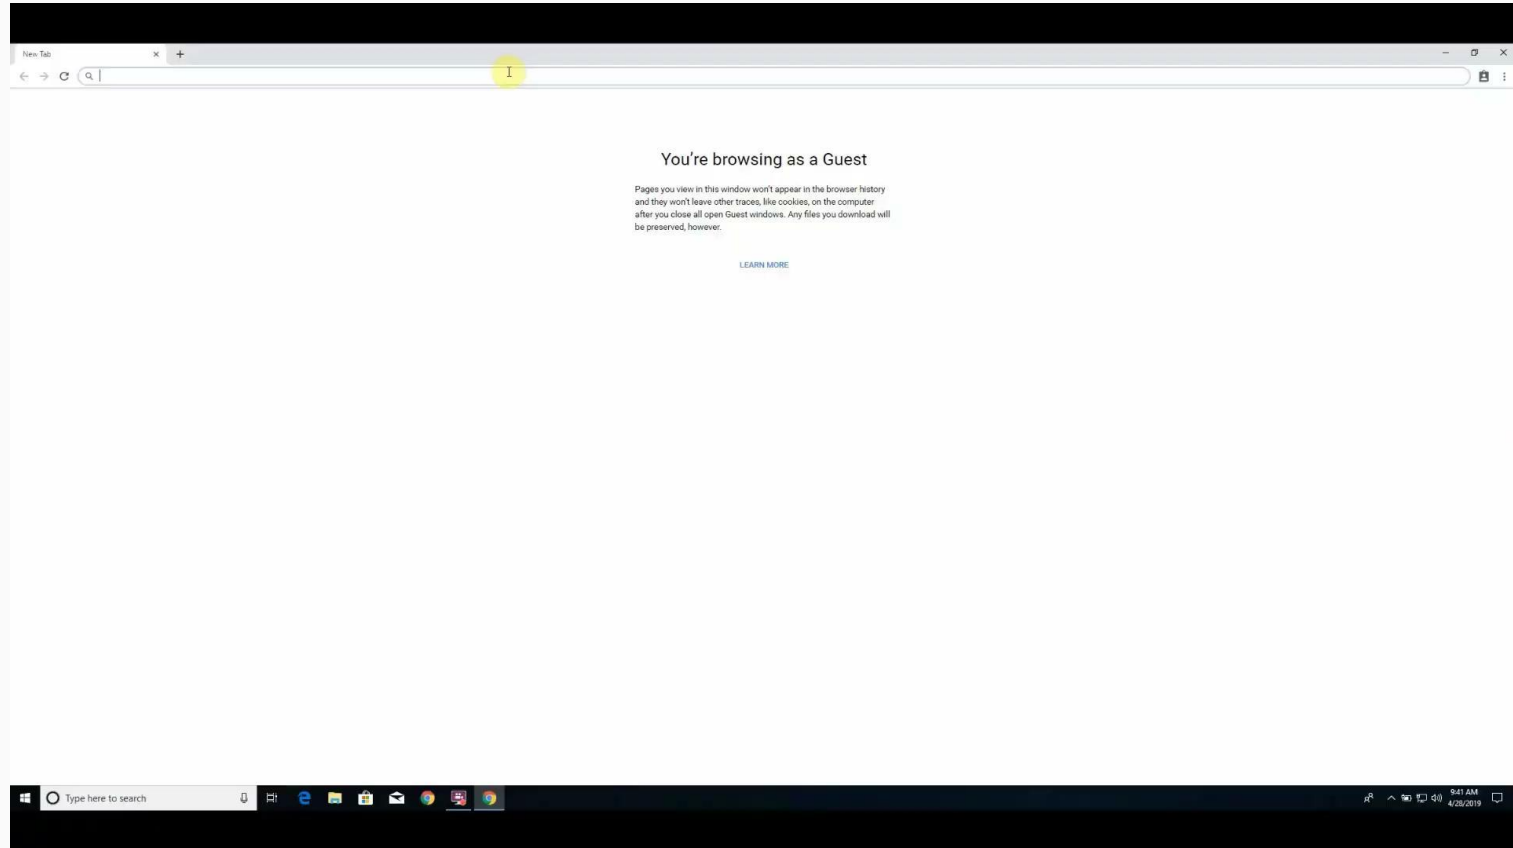 New Tab
You're browsing as a Guest
Pages you view in this window won't appear in the browser history
and they won't leave other traces, like cookies, on the computer
after you close all open Guest windows. Any files you download will
be preserved, however.
LEARN MORE
Type here to search
9:41 AM
4/28/2019